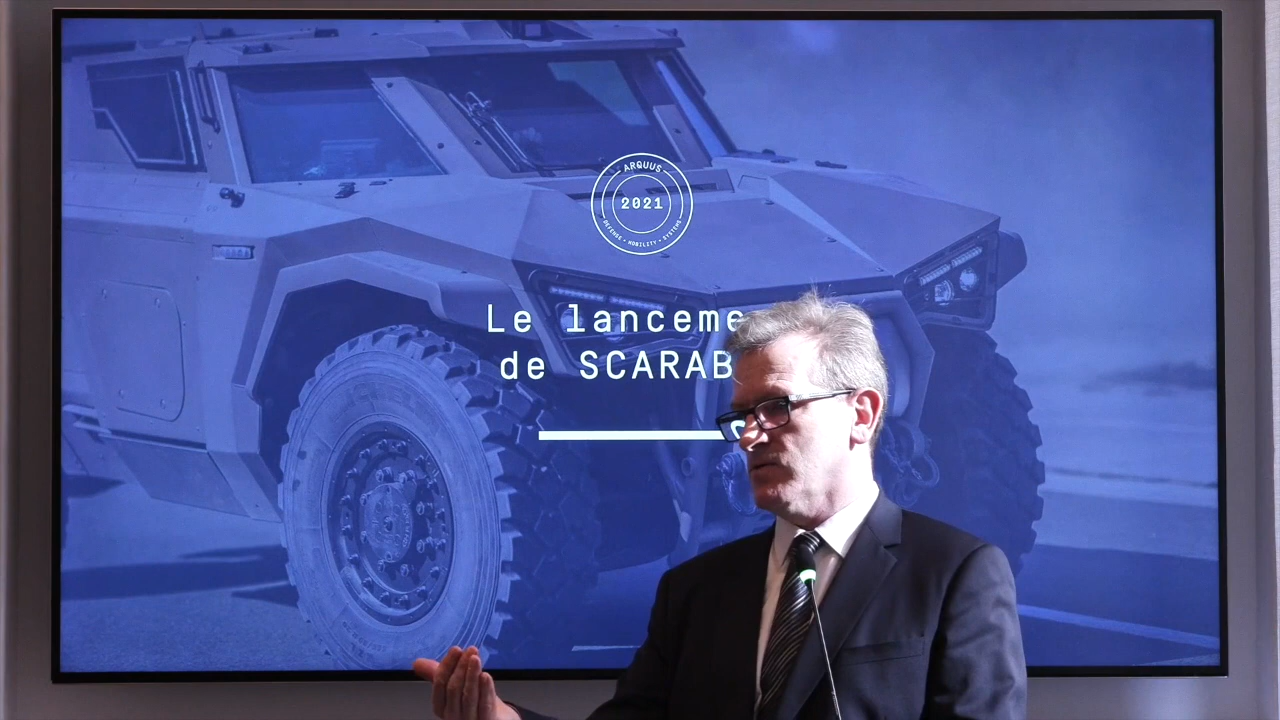 ARQUUS
2021
DEFENSE • MOBILITY • SYSTEMS
Le lanceme
de SCARAB